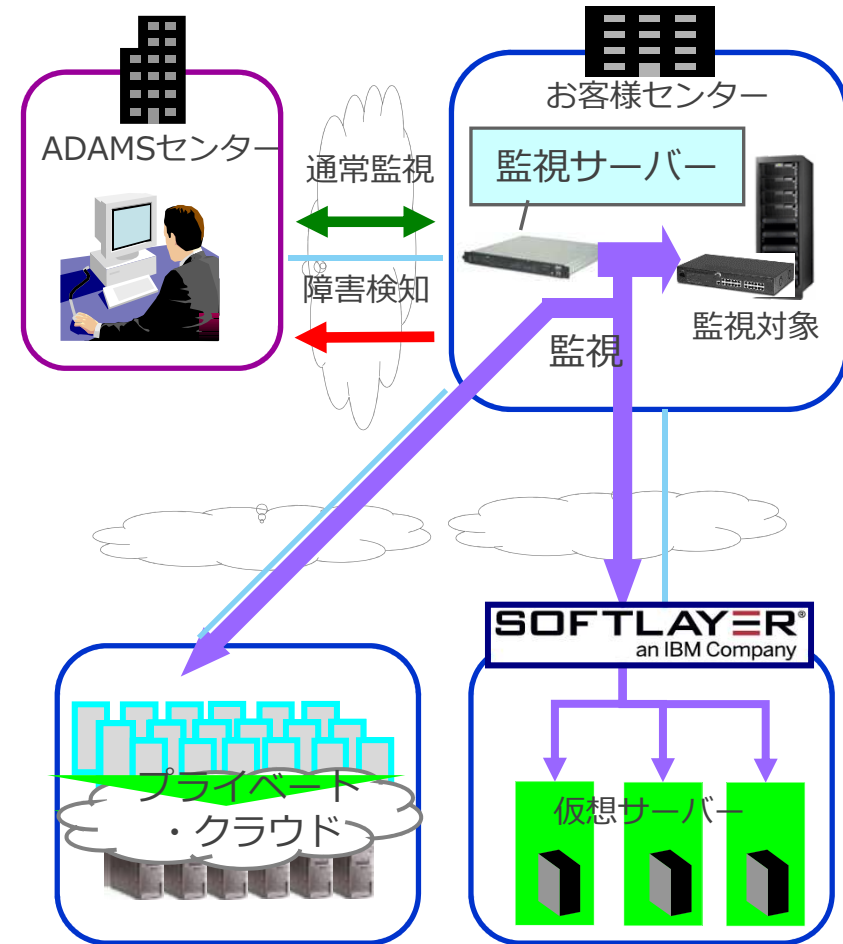 お客様センター
ADAMSセンター
監視サーバー
通常監視
障害検知
監視対象
監視
SOFTLAYER®
an IBM Company
プライベート
・クラウド
仮想サーバー